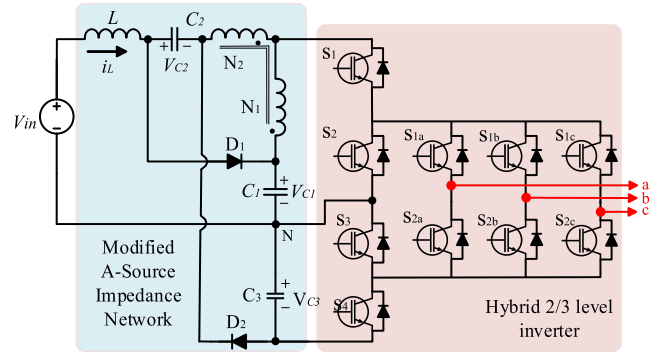 L
C2
+
−
VC2
iL
N2
N1
S1
Vin
+
−
D1
C1
+
−
VC1
S2
S1a
S1b
S1c
a
b
c
N
S3
S2a
S2b
S2c
Modified
A-Source
Impedance
Network
C3
+
−
VC3
D2
S4
Hybrid 2/3 level
inverter